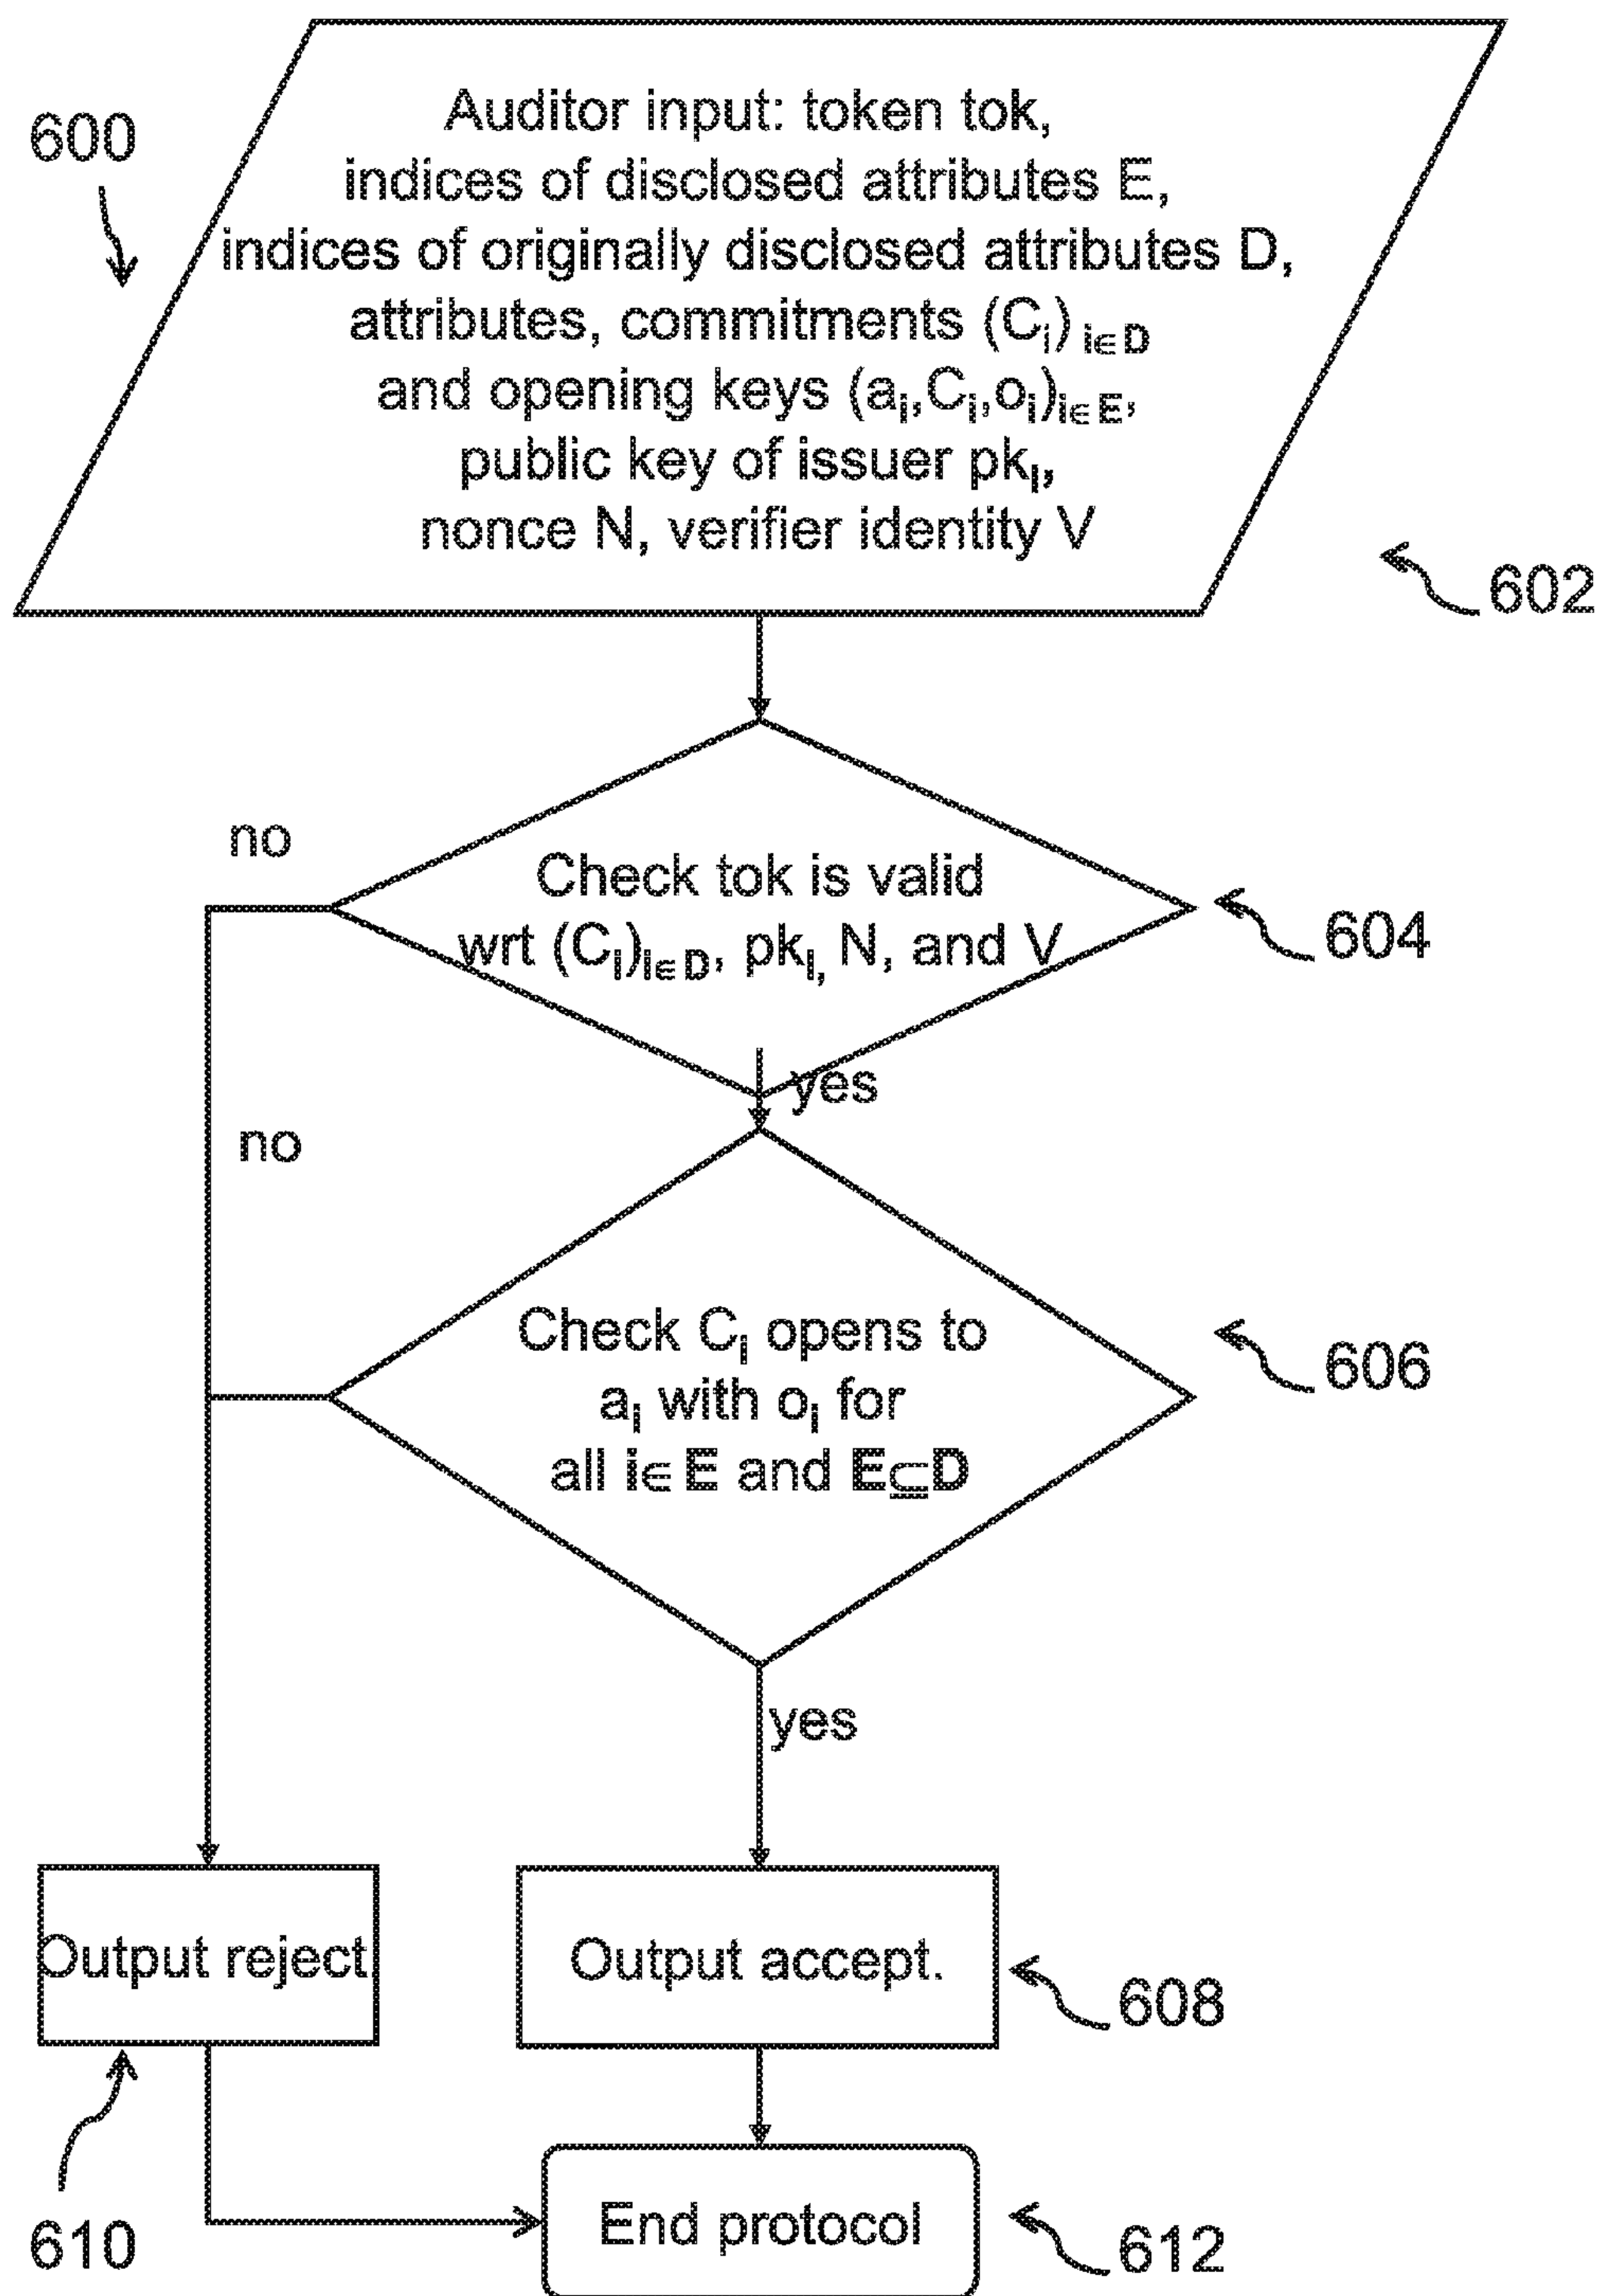 600
Auditor input: token tok,
indices of disclosed attributes E,
indices of originally disclosed attributes D,
attributes, commitments (Cᵢ) i∈D
and opening keys (aᵢ,Cᵢ,oᵢ)i∈E,
public key of issuer pkI,
nonce N, verifier identity V
602
no
Check tok is valid
wrt (Cᵢ)i∈D, pkI, N, and V
604
yes
no
Check Cᵢ opens to
aᵢ with oᵢ for
all i∈E and E⊆D
606
yes
Output reject
Output accept.
608
610
End protocol
612